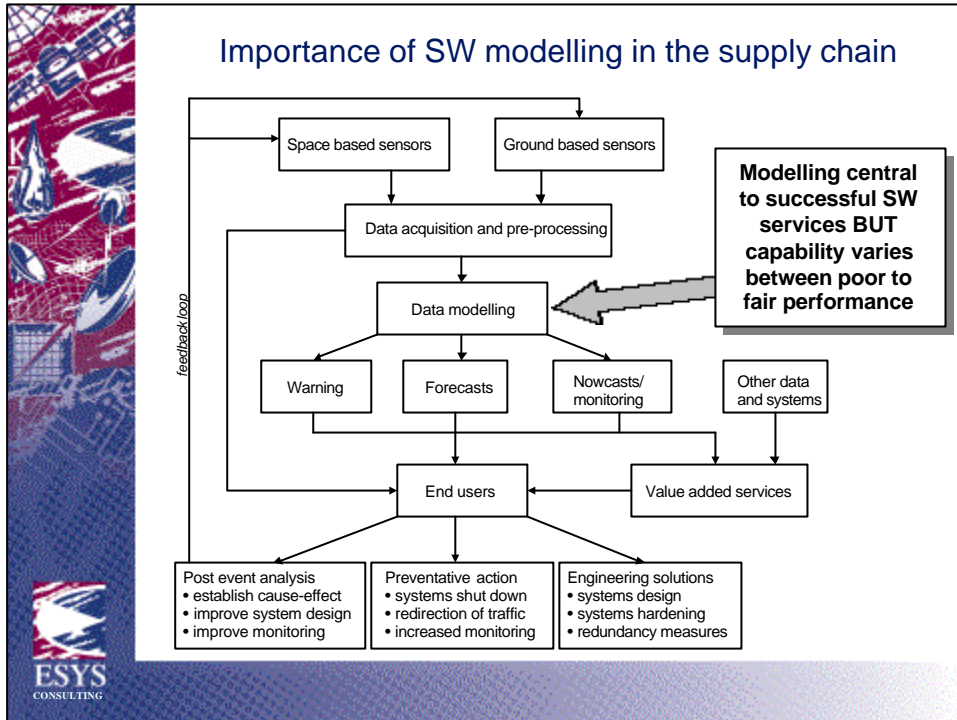 Importance of SW modelling in the supply chain
Space based sensors
Ground based sensors
Modelling central
to successful SW
services BUT
capability varies
between poor to
fair performance
Data acquisition and pre-processing
Data modelling
feedback loop
Warning
Forecasts
Nowcasts/
monitoring
Other data
and systems
End users
Value added services
Post event analysis
• establish cause-effect
• improve system design
• improve monitoring
Preventative action
• systems shut down
• redirection of traffic
• increased monitoring
Engineering solutions
• systems design
• systems hardening
• redundancy measures
K
ESYS
CONSULTING